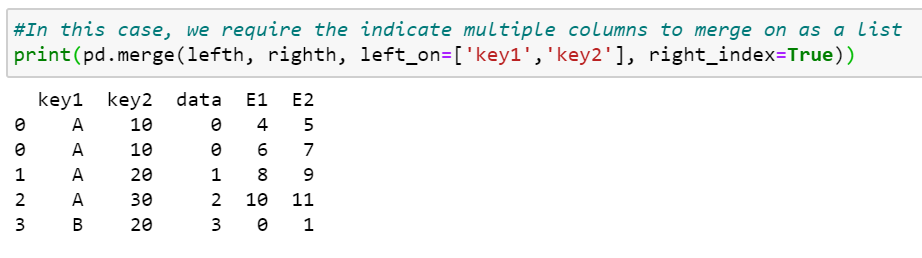 #In this case, we require the indicate multiple columns to merge on as a list
print(pd.merge(lefth, righth, left_on=['key1','key2'], right_index=True))
key1 key2 data E1 E2
0 A 10 0 4 5
0 A 10 0 6 7
1 A 20 1 8 9
2 A 30 2 10 11
3 B 20 3 0 1